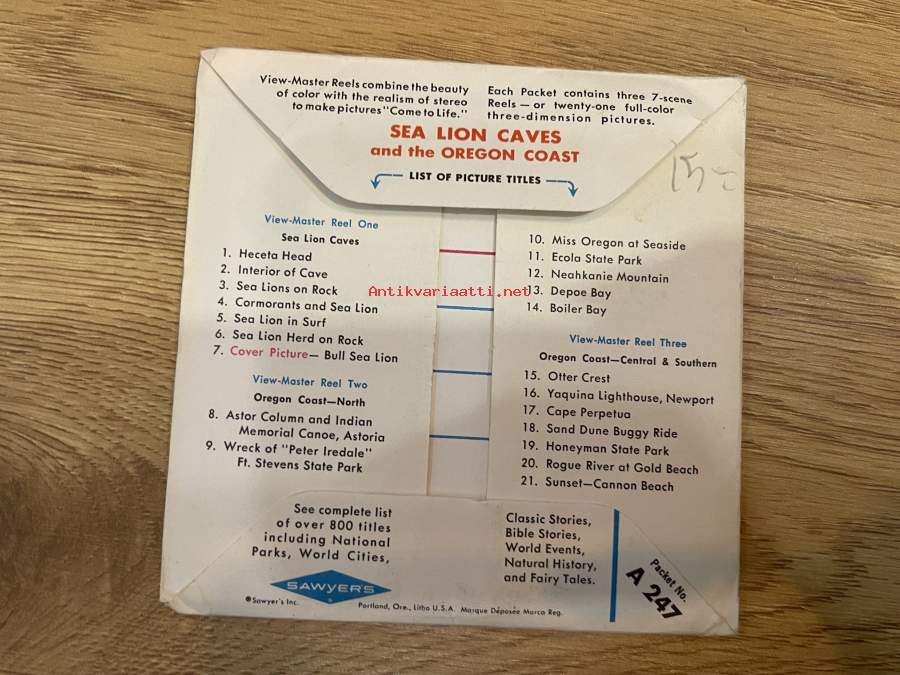 View-Master Reels combine the beauty
of color with the realism of stereo
to make pictures "Come to Life."
Each Packet contains three 7-scene
Reels — or twenty-one full-color
three-dimension pictures.
SEA LION CAVES
and the OREGON COAST
LIST OF PICTURE TITLES
View-Master Reel One
Sea Lion Caves
1. Heceta Head
2. Interior of Cave
3. Sea Lions on Rock
4. Cormorants and Sea Lion
5. Sea Lion in Surf
6. Sea Lion Herd on Rock
7. Cover Picture— Bull Sea Lion
View-Master Reel Two
Oregon Coast—North
8. Astor Column and Indian
Memorial Canoe, Astoria
9. Wreck of "Peter Iredale"
Ft. Stevens State Park
10. Miss Oregon at Seaside
11. Ecola State Park
12. Neahkanie Mountain
13. Depoe Bay
14. Boiler Bay
View-Master Reel Three
Oregon Coast—Central & Southern
15. Otter Crest
16. Yaquina Lighthouse, Newport
17. Cape Perpetua
18. Sand Dune Buggy Ride
19. Honeyman State Park
20. Rogue River at Gold Beach
21. Sunset—Cannon Beach
Antikvariaatti.net
See complete list
of over 800 titles
including National
Parks, World Cities,
Classic Stories,
Bible Stories,
World Events,
Natural History,
and Fairy Tales.
SAWYER'S
Sawyer's Inc.
Portland, Ore., Litho U.S.A. Marque Déposée Marca Reg.
Packet No.
A 247